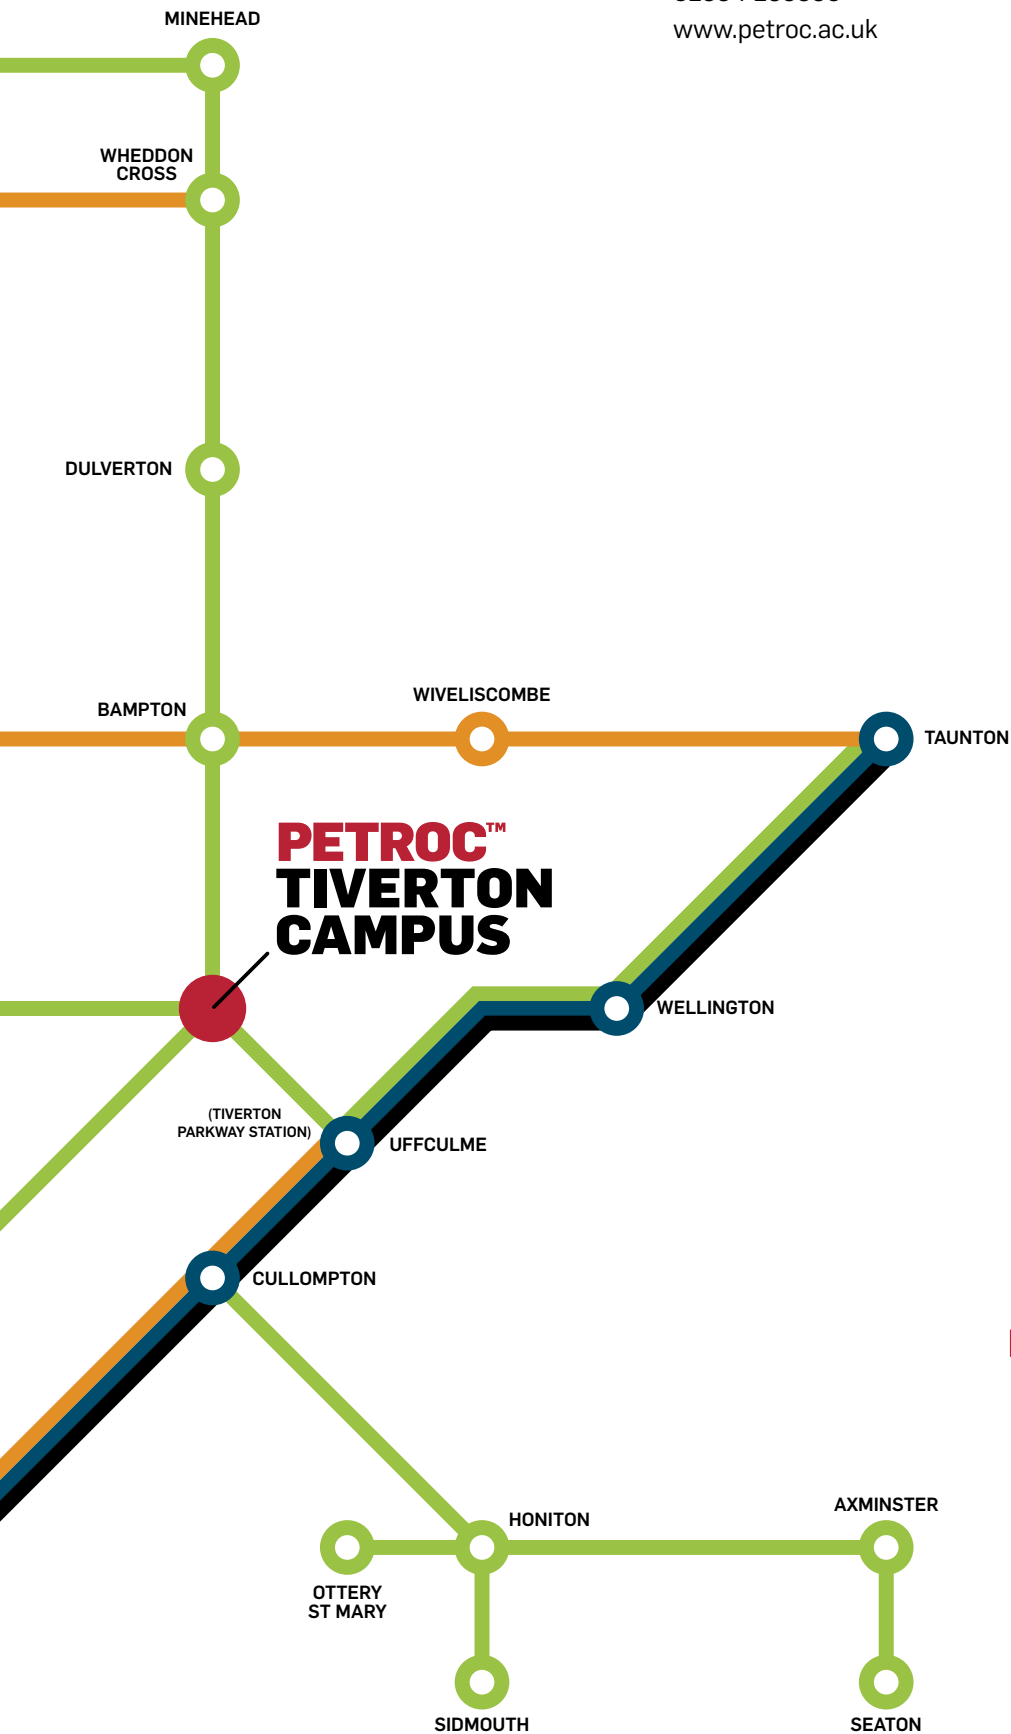 www.petroc.ac.uk
MINEHEAD
WHEDDON
CROSS
DULVERTON
BAMPTON
WIVELISCOMBE
TAUNTON
PETROC™
TIVERTON
CAMPUS
WELLINGTON
(TIVERTON
PARKWAY STATION)
UFFCULME
CULLOMPTON
HONITON
AXMINSTER
OTTERY
ST MARY
SIDMOUTH
SEATON